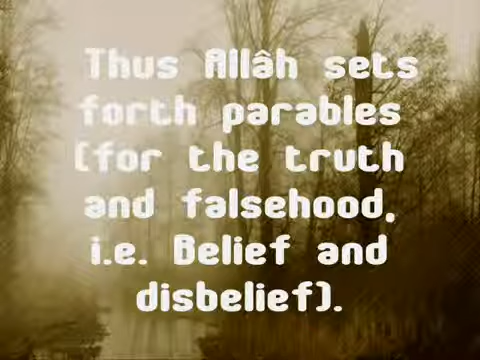 Thus Allâh sets
forth parables
(for the truth
and falsehood,
i.e. Belief and
disbelief).